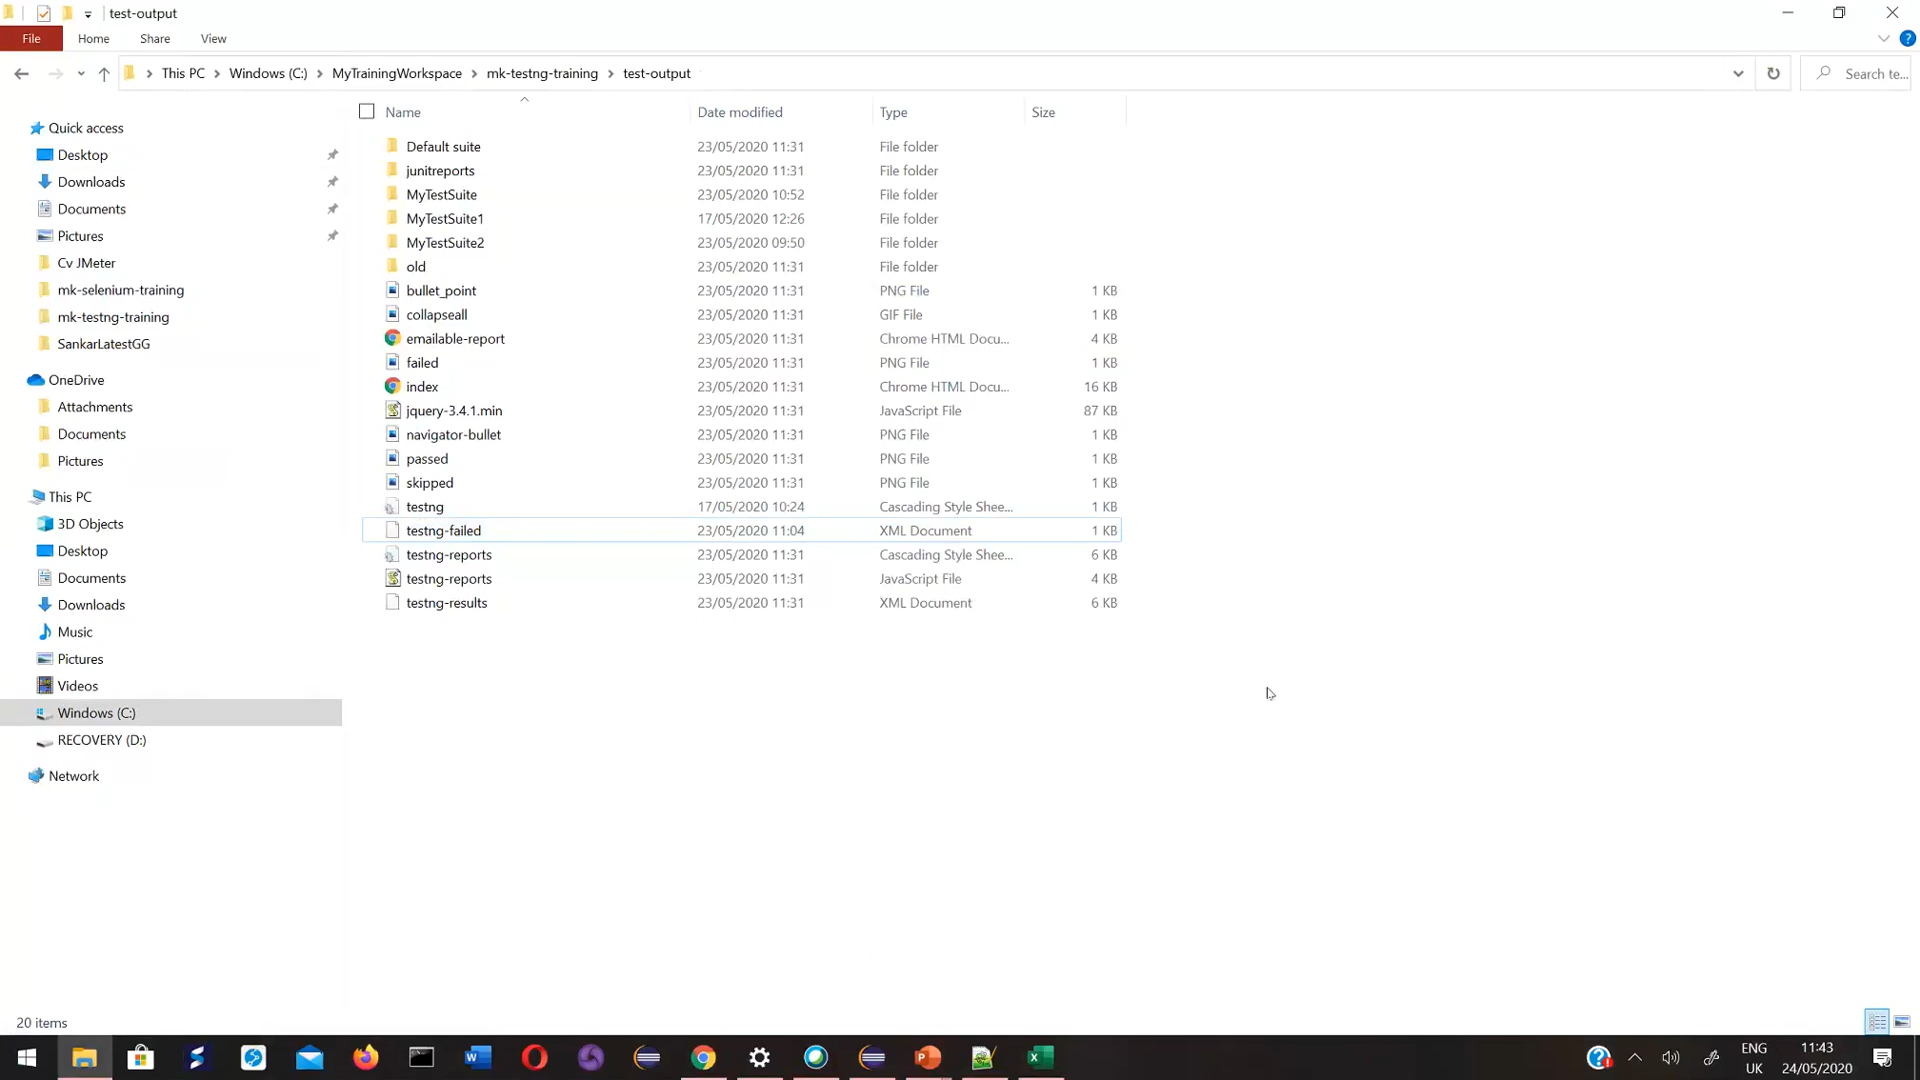 test-output
File Home Share View
This PC Windows (C:) MyTrainingWorkspace mk-testng-training test-output Search te...
Name Date modified Type Size
Quick access
Desktop
Downloads
Documents
Pictures
Cv JMeter
mk-selenium-training
mk-testng-training
SankarLatestGG
OneDrive
Attachments
Documents
Pictures
This PC
3D Objects
Desktop
Documents
Downloads
Music
Pictures
Videos
Windows (C:)
RECOVERY (D:)
Network
Default suite 23/05/2020 11:31 File folder
junitreports 23/05/2020 11:31 File folder
MyTestSuite 23/05/2020 10:52 File folder
MyTestSuite1 17/05/2020 12:26 File folder
MyTestSuite2 23/05/2020 09:50 File folder
old 23/05/2020 11:31 File folder
bullet_point 23/05/2020 11:31 PNG File 1 KB
collapseall 23/05/2020 11:31 GIF File 1 KB
emailable-report 23/05/2020 11:31 Chrome HTML Docu... 4 KB
failed 23/05/2020 11:31 PNG File 1 KB
index 23/05/2020 11:31 Chrome HTML Docu... 16 KB
jquery-3.4.1.min 23/05/2020 11:31 JavaScript File 87 KB
navigator-bullet 23/05/2020 11:31 PNG File 1 KB
passed 23/05/2020 11:31 PNG File 1 KB
skipped 23/05/2020 11:31 PNG File 1 KB
testng 17/05/2020 10:24 Cascading Style Shee... 1 KB
testng-failed 23/05/2020 11:04 XML Document 1 KB
testng-reports 23/05/2020 11:31 Cascading Style Shee... 6 KB
testng-reports 23/05/2020 11:31 JavaScript File 4 KB
testng-results 23/05/2020 11:31 XML Document 6 KB
20 items
ENG 11:43
UK 24/05/2020